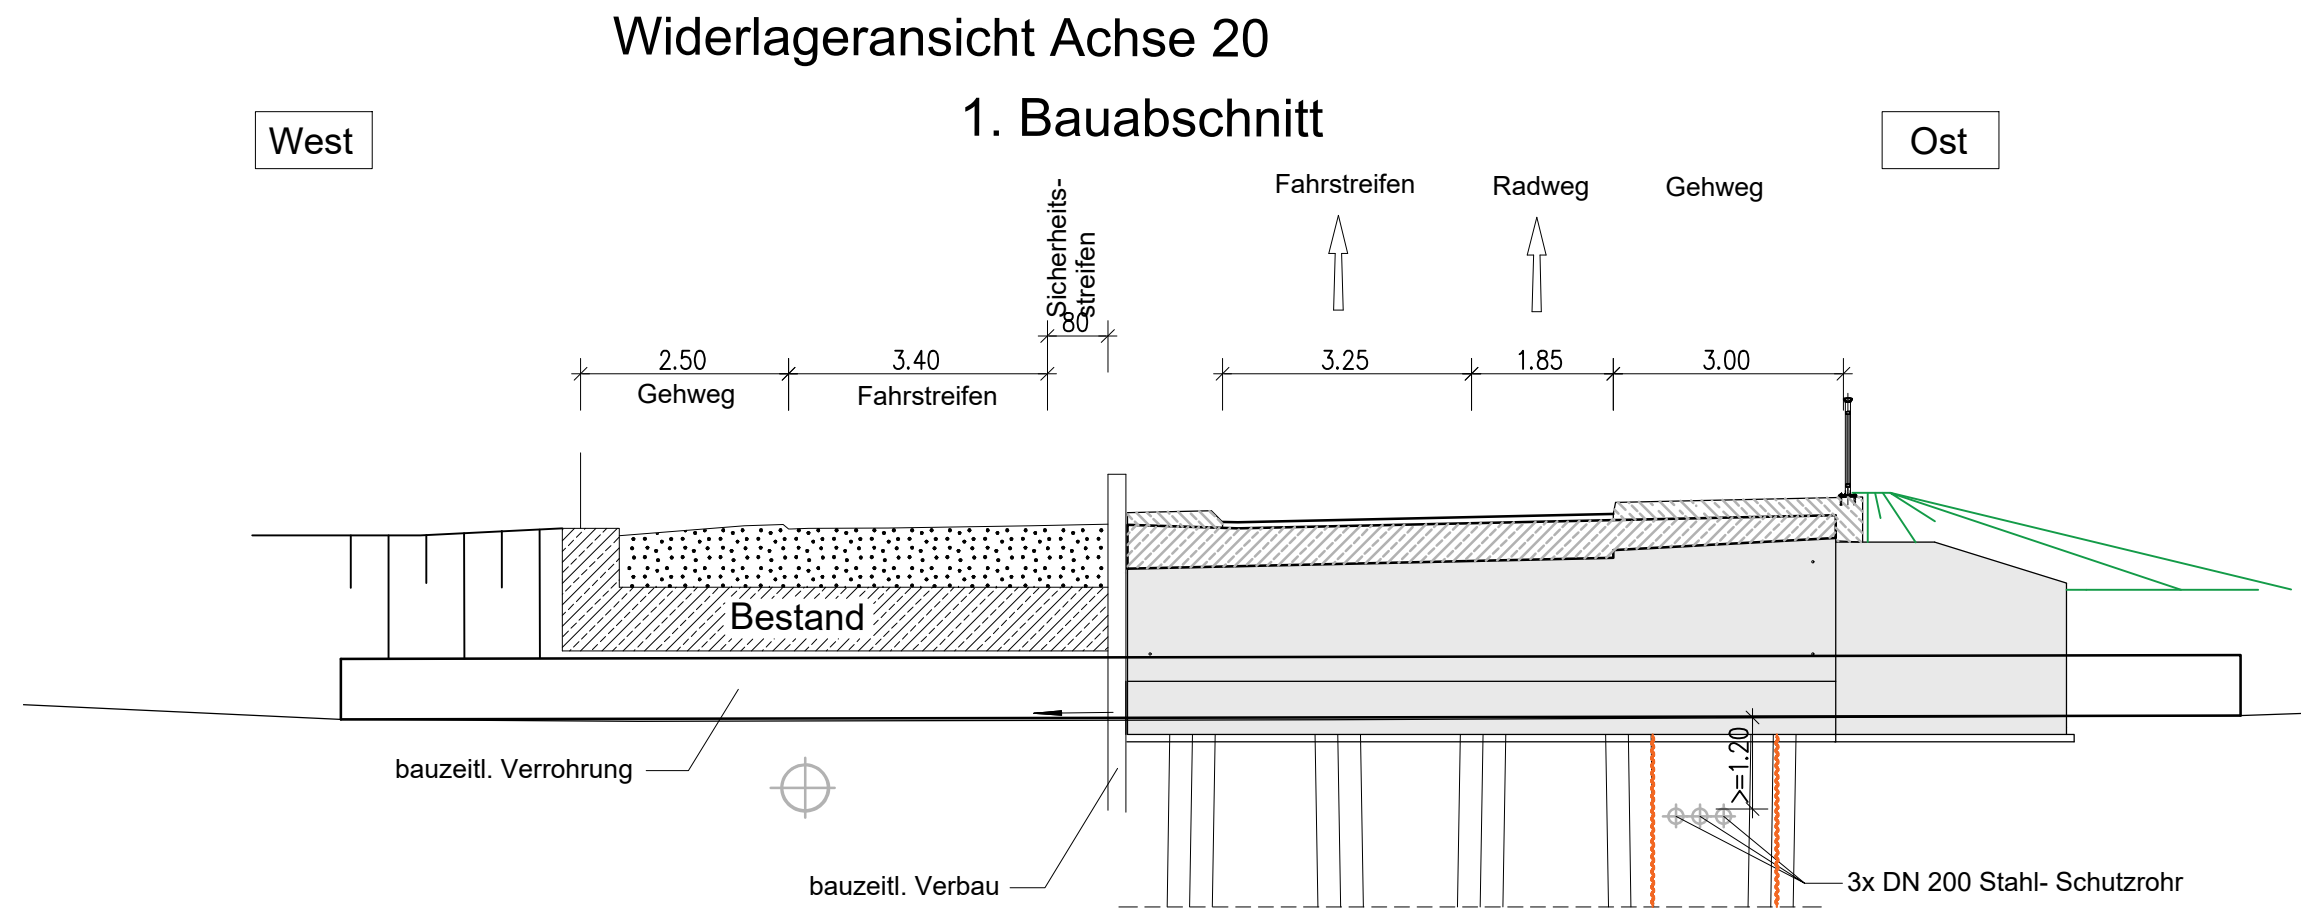 Widerlageransicht Achse 20
1. Bauabschnitt
West
Ost
Sicherheits-
streifen
Fahrstreifen
Radweg
Gehweg
80
2.50
3.40
3.25
1.85
3.00
Gehweg
Fahrstreifen
Bestand
>=1.20
bauzeitl. Verrohrung
bauzeitl. Verbau
3x DN 200 Stahl- Schutzrohr